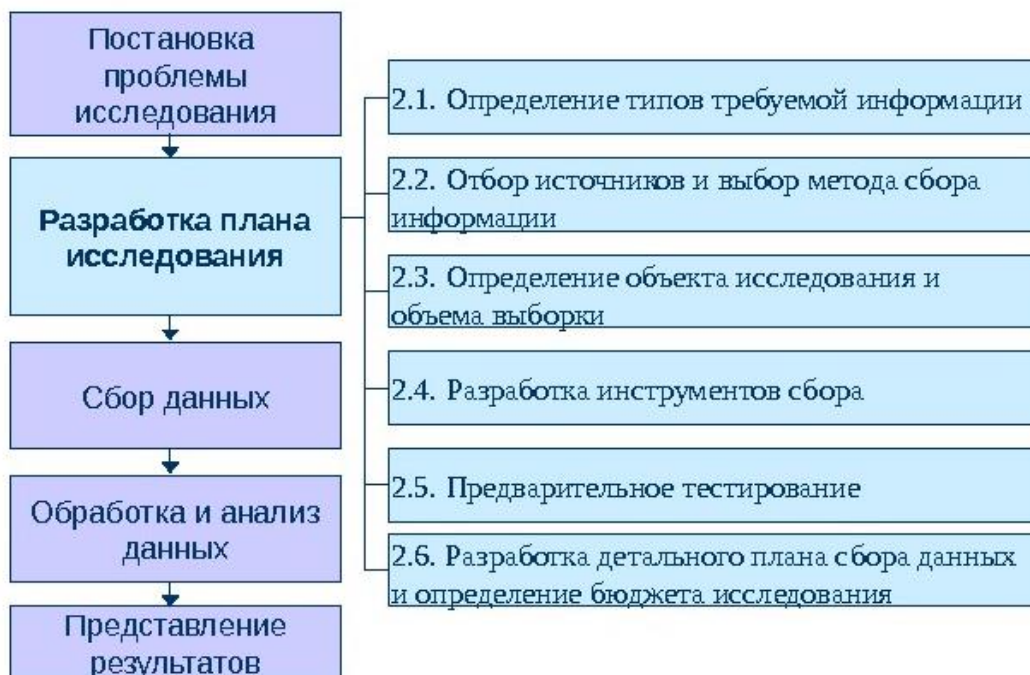 Постановка
проблемы
исследования
Разработка плана
исследования
Сбор данных
Обработка и анализ
данных
Представление
результатов
2.1. Определение типов требуемой информации
2.2. Отбор источников и выбор метода сбора
информации
2.3. Определение объекта исследования и
объема выборки
2.4. Разработка инструментов сбора
2.5. Предварительное тестирование
2.6. Разработка детального плана сбора данных
и определение бюджета исследования